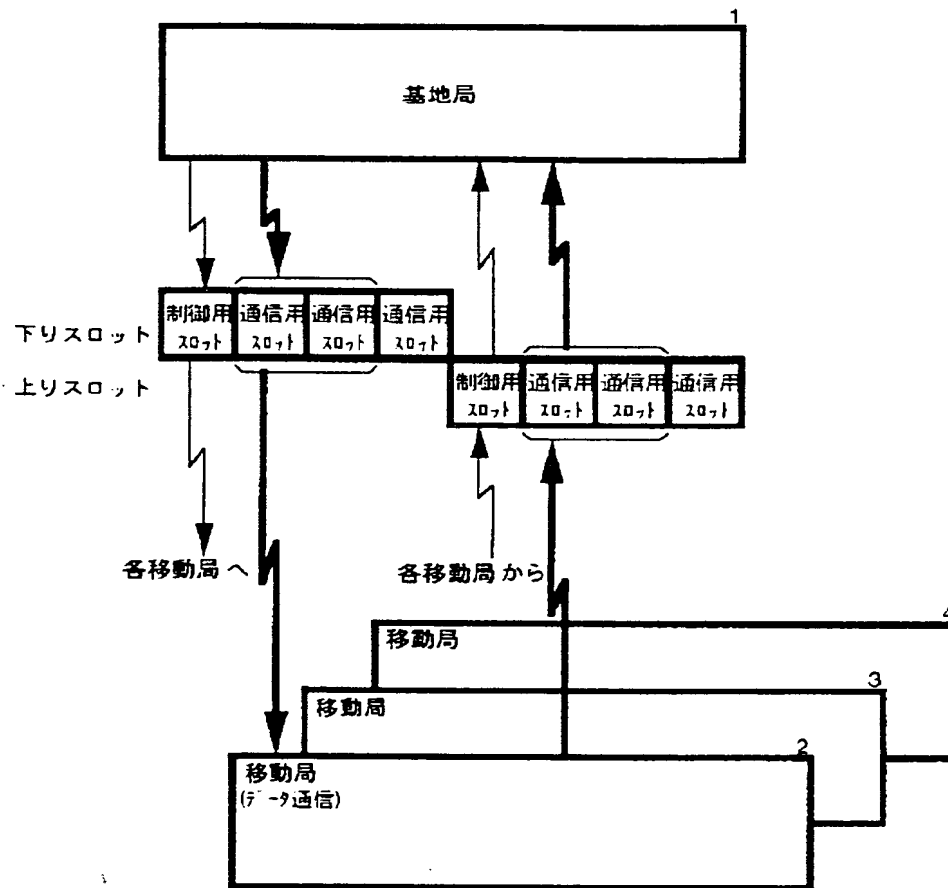 1
基地局
制御用 通信用 通信用 通信用
スロット スロット スロット スロット
下りスロット
上りスロット
制御用 通信用 通信用 通信用
スロット スロット スロット スロット
各移動局へ
各移動局から
4
移動局
3
移動局
2
移動局
(データ通信)